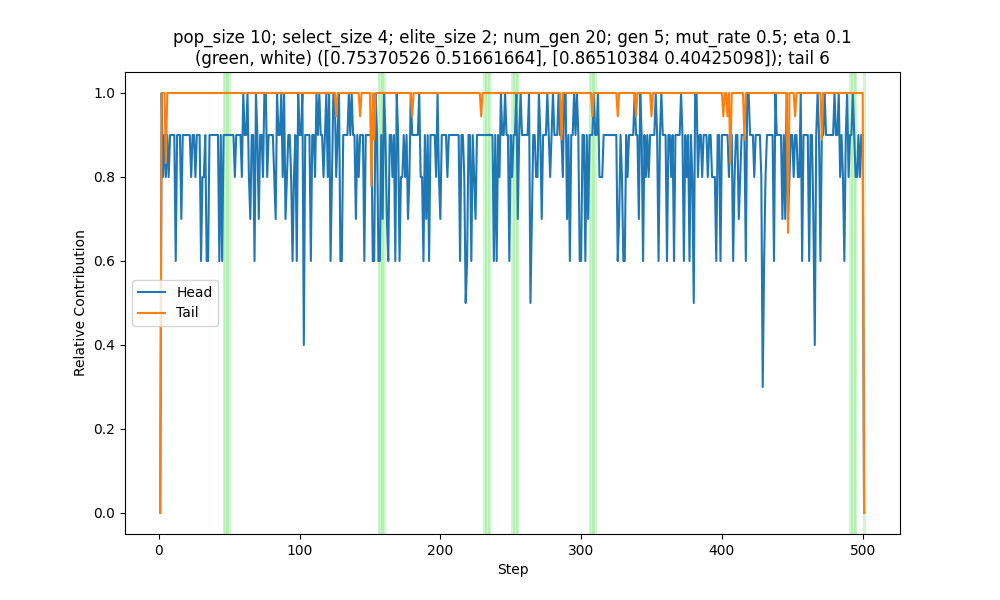 pop_size 10; select_size 4; elite_size 2; num_gen 20; gen 5; mut_rate 0.5; eta 0.1
(green, white) ([0.75370526 0.51661664], [0.86510384 0.40425098]); tail 6
1.0
0.8
0.6
0.4
0.2
0.0
Relative Contribution
Head
Tail
0
100
200
300
400
500
Step